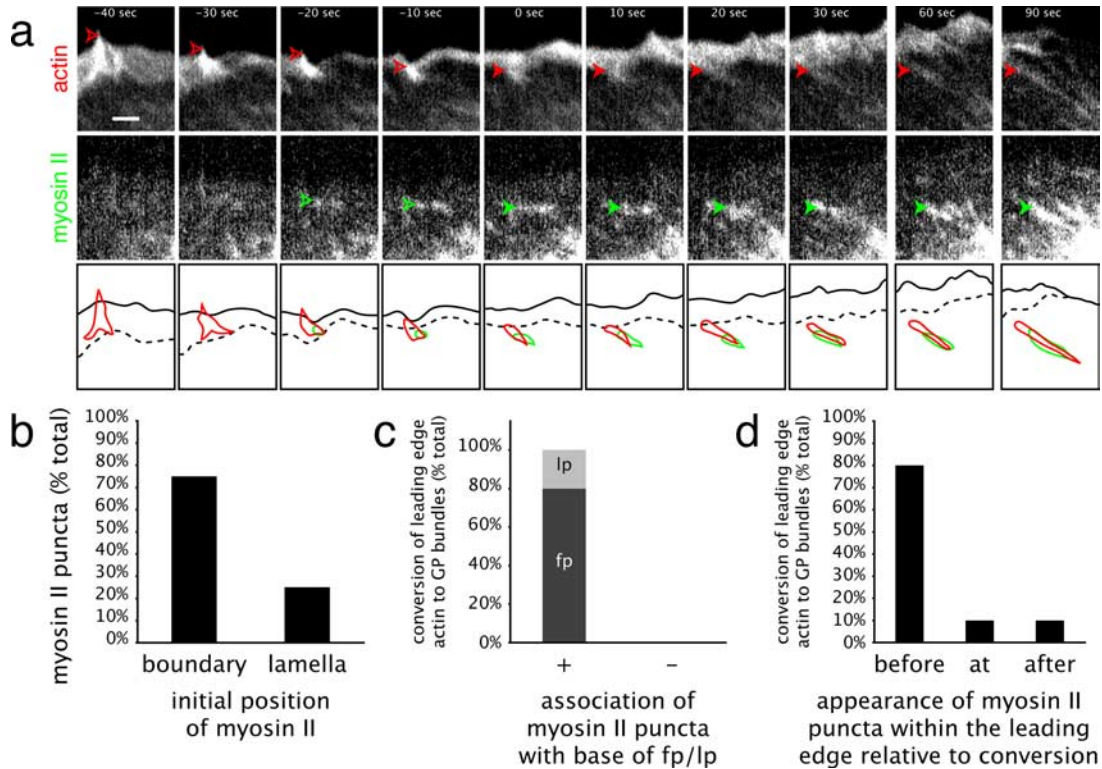 a
−40 sec
−30 sec
−20 sec
−10 sec
0 sec
10 sec
20 sec
30 sec
60 sec
90 sec
actin
myosin II
b
myosin II puncta (% total)
100%
90%
80%
70%
60%
50%
40%
30%
20%
10%
0%
boundary
lamella
initial position
of myosin II
c
conversion of leading edge
actin to GP bundles (% total)
100%
80%
60%
40%
20%
0%
lp
fp
+
−
association of
myosin II puncta
with base of fp/lp
d
conversion of leading edge
actin to GP bundles (% total)
100%
90%
80%
70%
60%
50%
40%
30%
20%
10%
0%
before
at
after
appearance of myosin II
puncta within the leading
edge relative to conversion